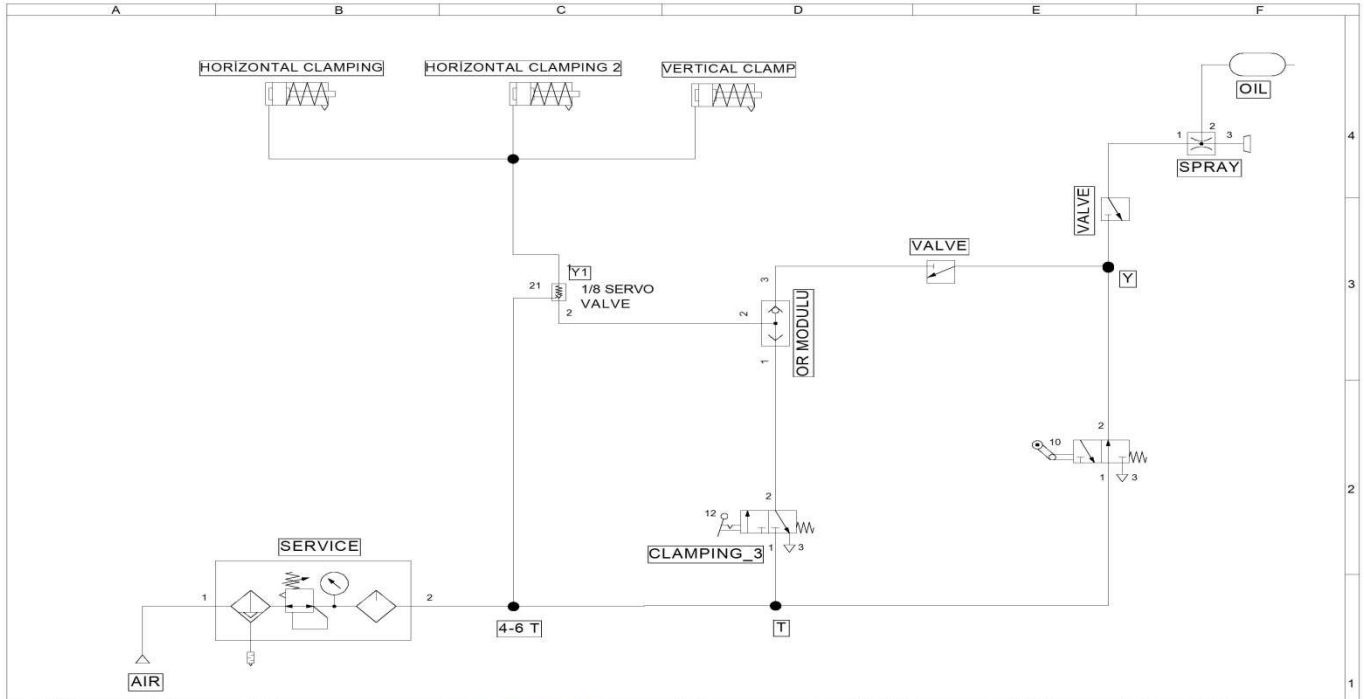 A B C D E F
HORİZONTAL CLAMPİNG HORİZONTAL CLAMPING 2 VERTICAL CLAMP
OIL
4
1 2 3
SPRAY
VALVE
VALVE
Y
Y1
21 1/8 SERVO
VALVE
2
3
2
1
OR MODULU
3
2
10
1 3
2
12
1 3
CLAMPING_3
2
SERVICE
1 2
4-6 T T
AIR
1